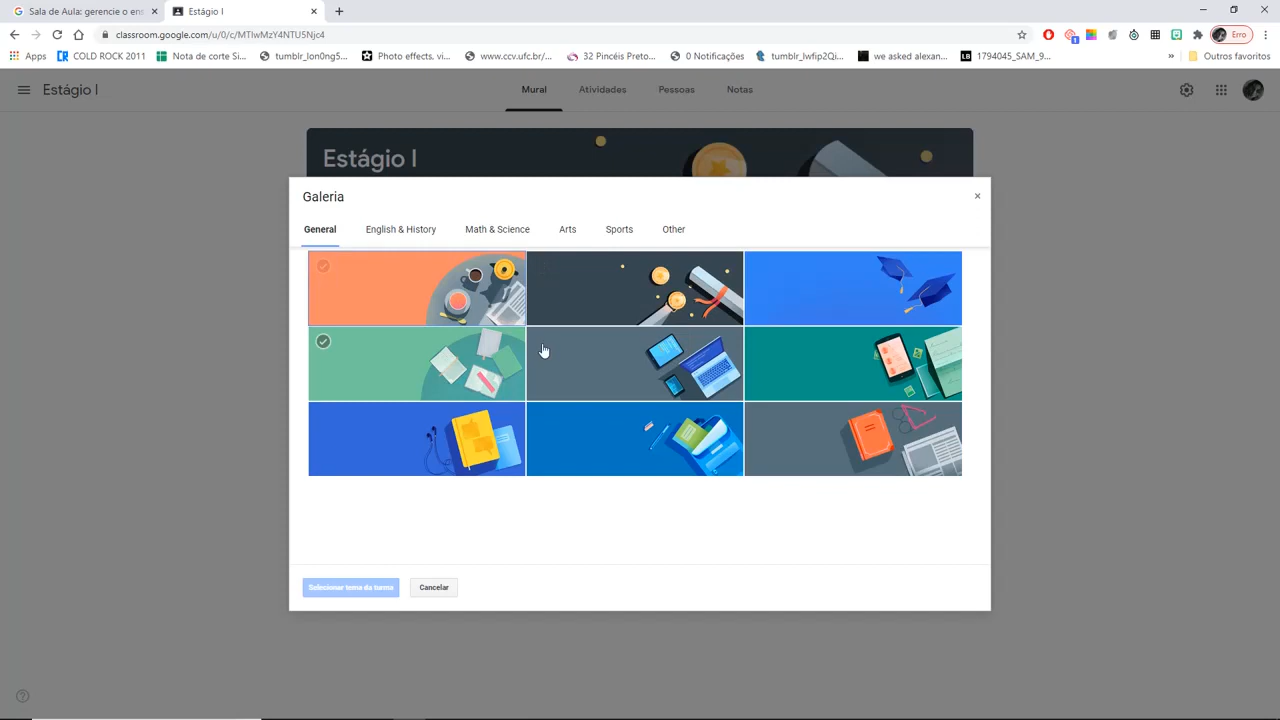 Sala de Aula: gerencie o en
Estágio I
classroom.google.com/u/0/c/MTIwMzY4NTU5Njc4
Erro
Apps
COLD ROCK 2011
Nota de corte Si...
tumblr_lon0ng5...
Photo effects, vi...
www.ccv.ufc.br/...
32 Pincéis Preto...
0 Notificações
tumblr_lwfip2Qi...
we asked alexan...
1794045_SAM_9...
»
Outros favoritos
Estágio I
Mural
Atividades
Pessoas
Notas
Estágio I
Galeria
General
English & History
Math & Science
Arts
Sports
Other
Selecionar tema da turma
Cancelar